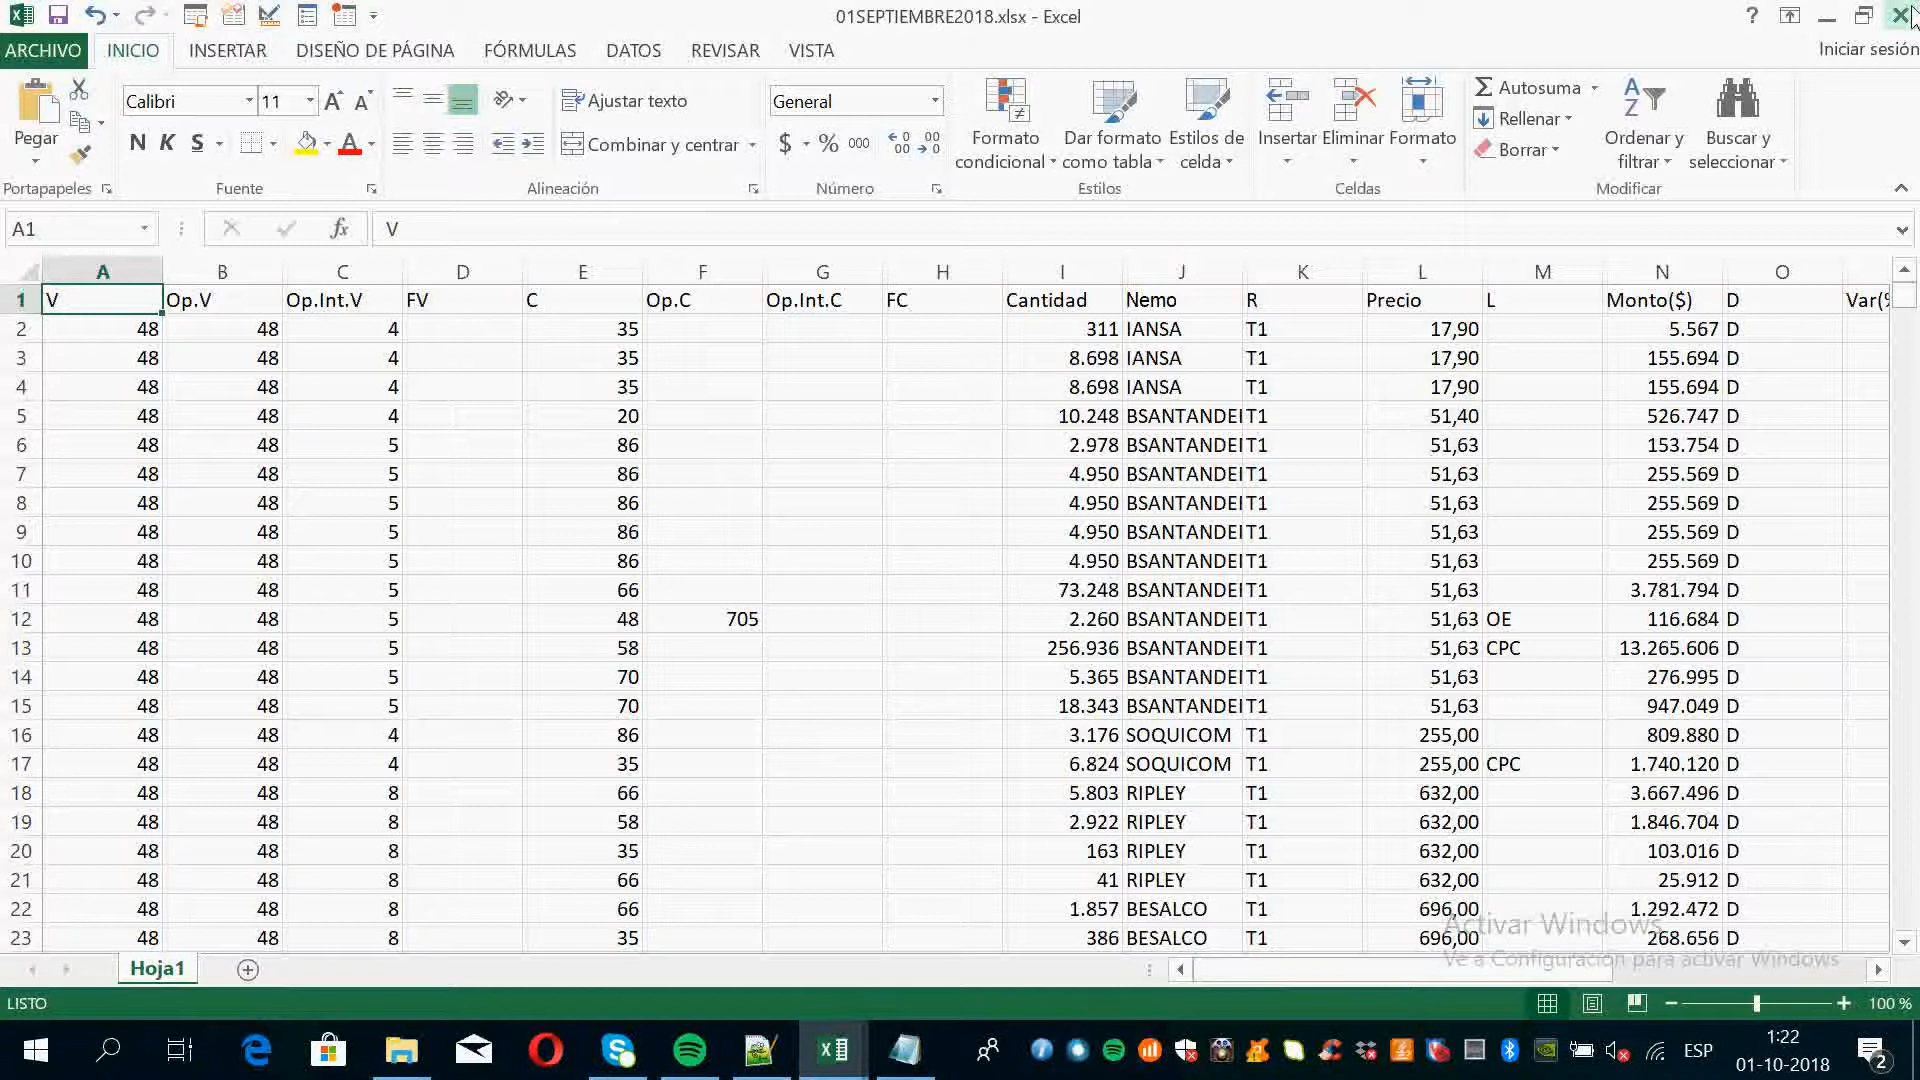 01SEPTIEMBRE2018.xlsx - Excel
ARCHIVO INICIO INSERTAR DISEÑO DE PÁGINA FÓRMULAS DATOS REVISAR VISTA Iniciar sesión
Calibri 11 Ajustar texto General Autosuma
Pegar Formato condicional Dar formato como tabla Estilos de celda Insertar Eliminar Formato Rellenar Ordenar y filtrar Buscar y seleccionar
N K S Combinar y centrar $ % 000 Borrar
Portapapeles Fuente Alineación Número Estilos Celdas Modificar
A1 fx V
A B C D E F G H I J K L M N O
1 V Op.V Op.Int.V FV C Op.C Op.Int.C FC Cantidad Nemo R Precio L Monto($) D Var(%
2 48 48 4 35 311 IANSA T1 17,90 5.567 D
3 48 48 4 35 8.698 IANSA T1 17,90 155.694 D
4 48 48 4 35 8.698 IANSA T1 17,90 155.694 D
5 48 48 4 20 10.248 BSANTANDEI T1 51,40 526.747 D
6 48 48 5 86 2.978 BSANTANDEI T1 51,63 153.754 D
7 48 48 5 86 4.950 BSANTANDEI T1 51,63 255.569 D
8 48 48 5 86 4.950 BSANTANDEI T1 51,63 255.569 D
9 48 48 5 86 4.950 BSANTANDEI T1 51,63 255.569 D
10 48 48 5 86 4.950 BSANTANDEI T1 51,63 255.569 D
11 48 48 5 66 73.248 BSANTANDEI T1 51,63 3.781.794 D
12 48 48 5 48 705 2.260 BSANTANDEI T1 51,63 OE 116.684 D
13 48 48 5 58 256.936 BSANTANDEI T1 51,63 CPC 13.265.606 D
14 48 48 5 70 5.365 BSANTANDEI T1 51,63 276.995 D
15 48 48 5 70 18.343 BSANTANDEI T1 51,63 947.049 D
16 48 48 4 86 3.176 SOQUICOM T1 255,00 809.880 D
17 48 48 4 35 6.824 SOQUICOM T1 255,00 CPC 1.740.120 D
18 48 48 8 66 5.803 RIPLEY T1 632,00 3.667.496 D
19 48 48 8 58 2.922 RIPLEY T1 632,00 1.846.704 D
20 48 48 8 35 163 RIPLEY T1 632,00 103.016 D
21 48 48 8 66 41 RIPLEY T1 632,00 25.912 D
22 48 48 8 66 1.857 BESALCO T1 696,00 1.292.472 D
23 48 48 8 35 386 BESALCO T1 696,00 268.656 D
Activar Windows
Ve a Configuración para activar Windows
Hoja1
LISTO 100 %
ESP 1:22
01-10-2018 2